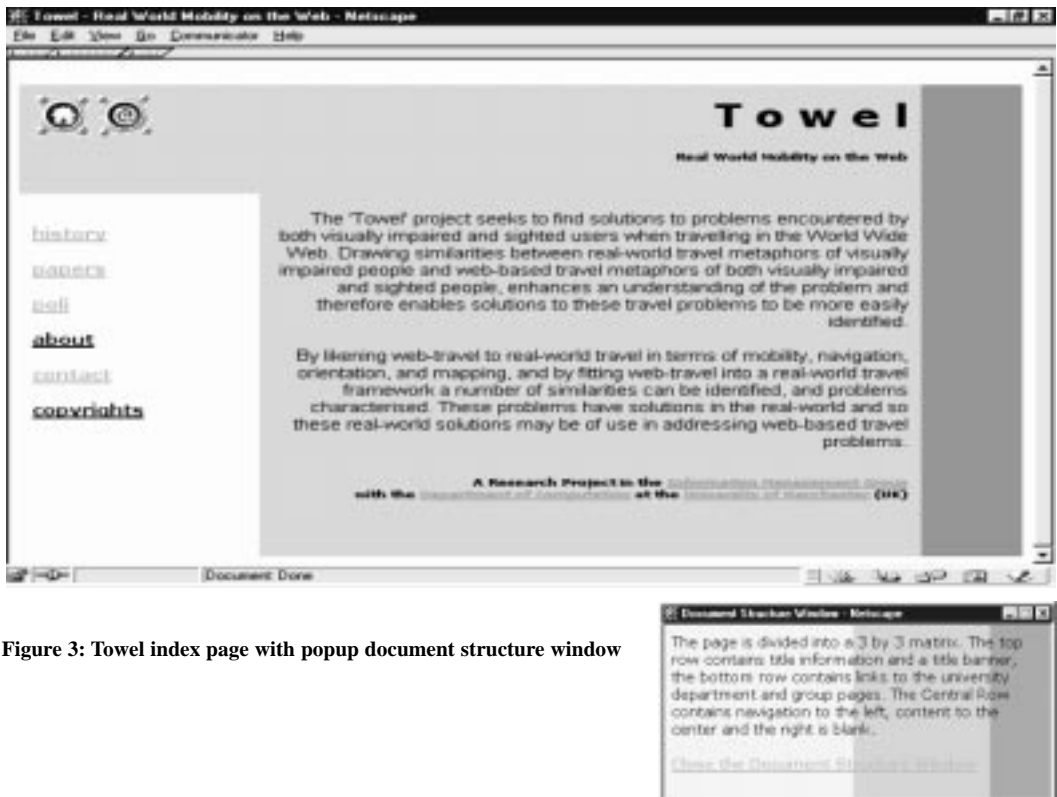 Towel - Real World Mobility on the Web - Netscape
File Edit View Go Communicator Help
Towel
Real World Mobility on the Web
history
papers
poli
about
contact
copyrights
The 'Towel' project seeks to find solutions to problems encountered by
both visually impaired and sighted users when travelling in the World Wide
Web. Drawing similarities between real-world travel metaphors of visually
impaired people and web-based travel metaphors of both visually impaired
and sighted people, enhances an understanding of the problem and
therefore enables solutions to these travel problems to be more easily
identified.
By likening web-travel to real-world travel in terms of mobility, navigation,
orientation, and mapping, and by fitting web-travel into a real-world travel
framework a number of similarities can be identified, and problems
characterised. These problems have solutions in the real-world and so
these real-world solutions may be of use in addressing web-based travel
problems.
A Research Project in the Information Management Group
with the Department of Computation at the University of Manchester (UK)
Document Done
Figure 3: Towel index page with popup document structure window
Document Structure Window - Netscape
The page is divided into a 3 by 3 matrix. The top
row contains title information and a title banner,
the bottom row contains links to the university
department and group pages. The Central Row
contains navigation to the left, content to the
center and the right is blank.
Close the Document Structure Window